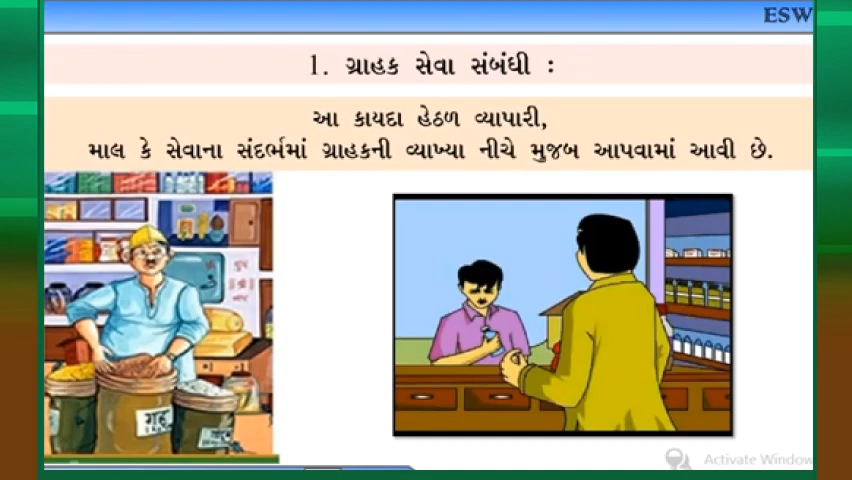 ESW
1. ગ્રાહક સેવા સંબંધી :
આ કાયદા હેઠળ વ્યાપારી,
માલ કે સેવાના સંદર્ભમાં ગ્રાહકની વ્યાખ્યા નીચે મુજબ આપવામાં આવી છે.
Activate Window